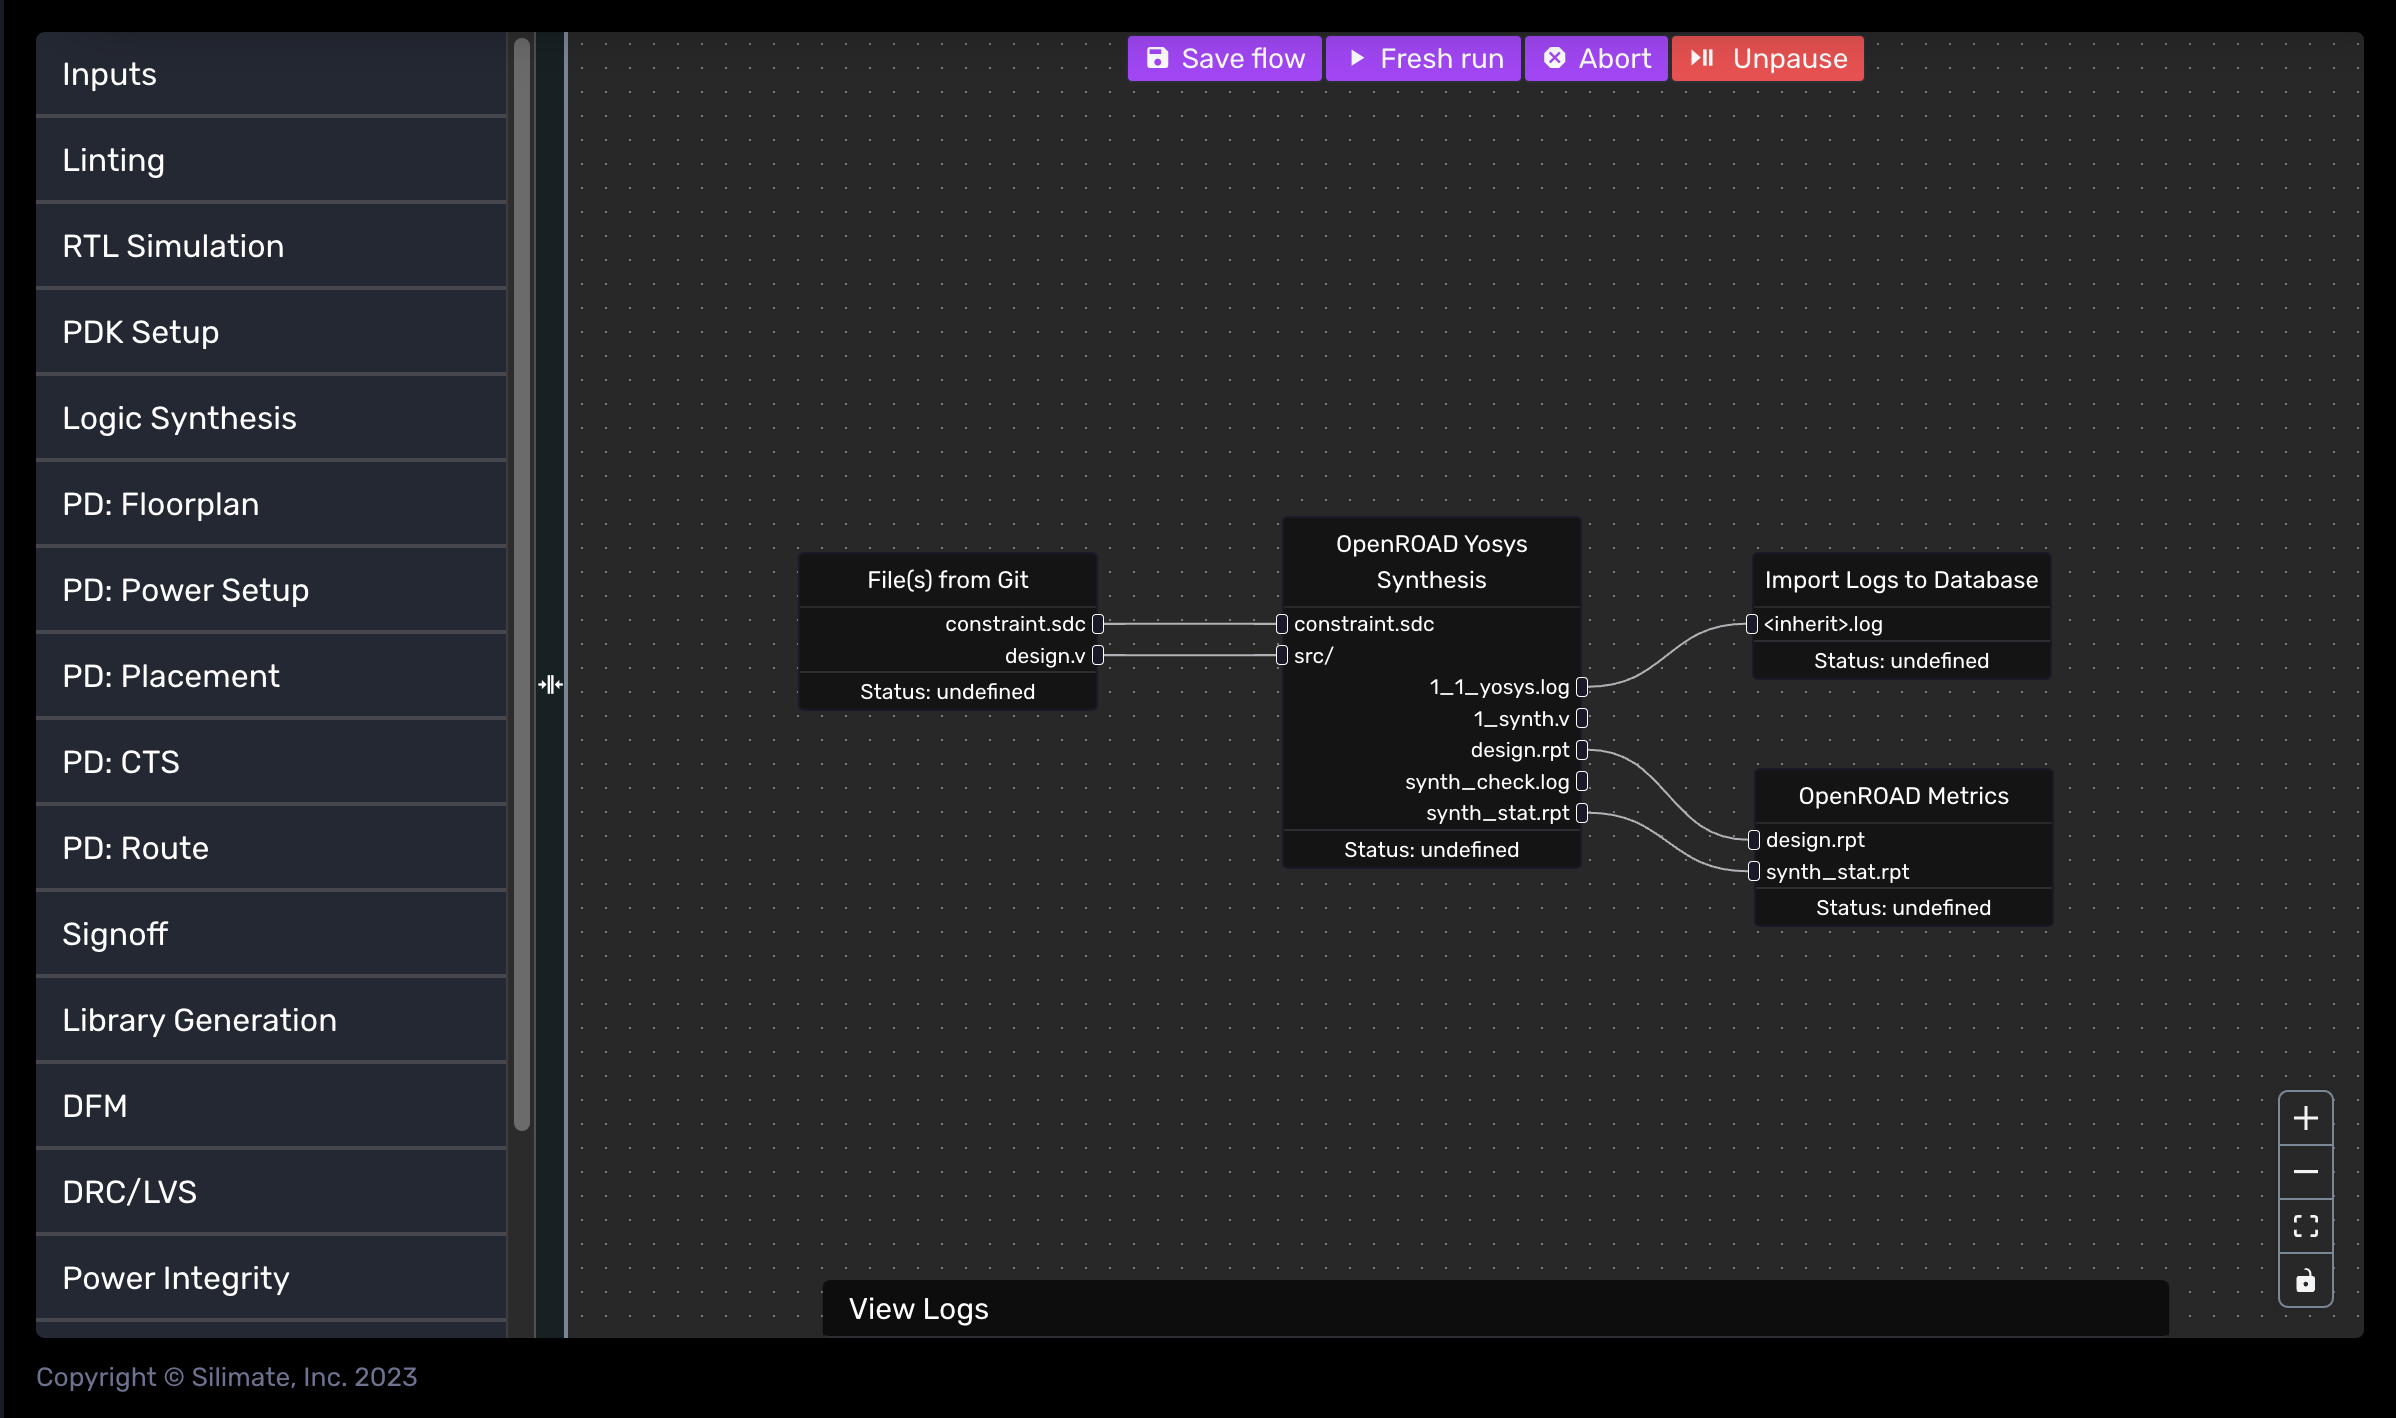 Save flow
Fresh run
Abort
Unpause
Inputs
Linting
RTL Simulation
PDK Setup
Logic Synthesis
PD: Floorplan
PD: Power Setup
PD: Placement
PD: CTS
PD: Route
Signoff
Library Generation
DFM
DRC/LVS
Power Integrity
File(s) from Git
constraint.sdc
design.v
Status: undefined
OpenROAD Yosys
Synthesis
constraint.sdc
src/
1_1_yosys.log
1_synth.v
design.rpt
synth_check.log
synth_stat.rpt
Status: undefined
Import Logs to Database
<inherit>.log
Status: undefined
OpenROAD Metrics
design.rpt
synth_stat.rpt
Status: undefined
View Logs
Copyright © Silimate, Inc. 2023